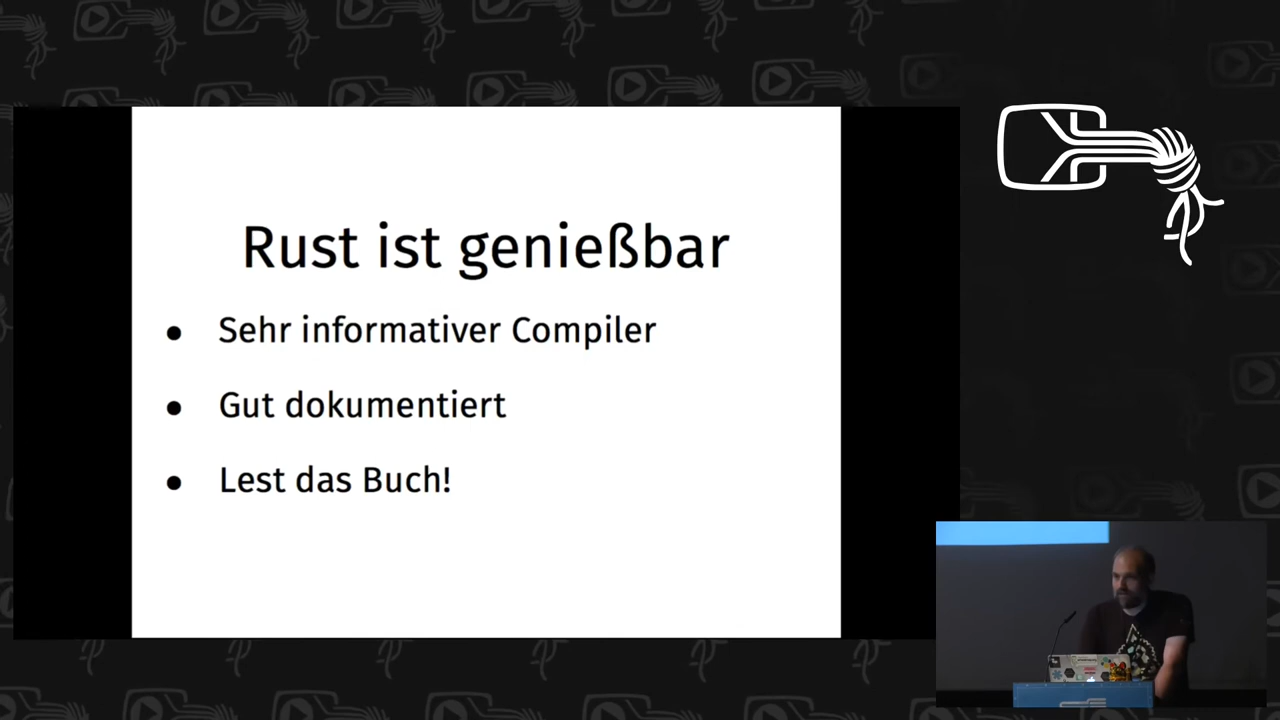 Rust ist genießbar
● Sehr informativer Compiler
● Gut dokumentiert
● Lest das Buch!